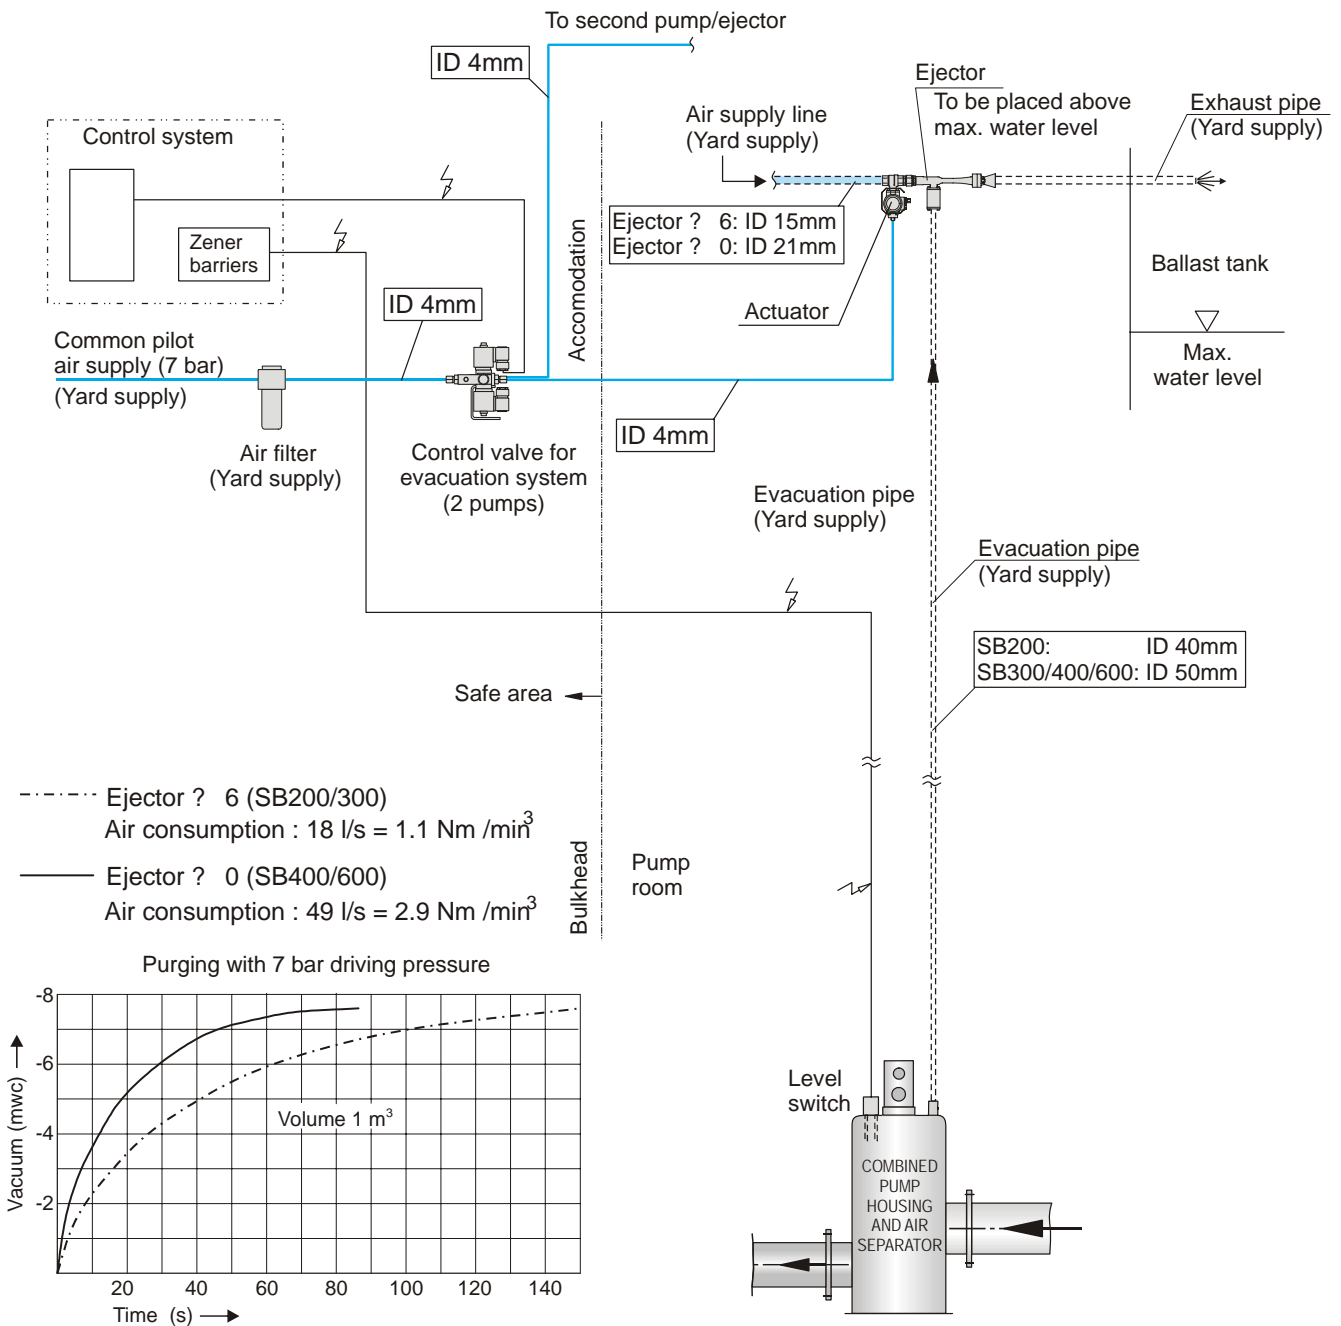 To second pump/ejector
ID 4mm
Control system
Zener
barriers
ID 4mm
Common pilot
air supply (7 bar)
(Yard supply)
Air filter
(Yard supply)
Control valve for
evacuation system
(2 pumps)
Accomodation
Air supply line
(Yard supply)
Ejector
To be placed above
max. water level
Exhaust pipe
(Yard supply)
Ejector ? 6: ID 15mm
Ejector ? 0: ID 21mm
Actuator
Ballast tank
Max.
water level
ID 4mm
Evacuation pipe
(Yard supply)
Evacuation pipe
(Yard supply)
SB200: ID 40mm
SB300/400/600: ID 50mm
Safe area
Bulkhead
Pump
room
Ejector ? 6 (SB200/300)
Air consumption : 18 l/s = 1.1 Nm /min³
Ejector ? 0 (SB400/600)
Air consumption : 49 l/s = 2.9 Nm /min³
Purging with 7 bar driving pressure
-8
-6
-4
-2
Vacuum (mwc)
Volume 1 m³
20 40 60 80 100 120 140
Time (s)
Level
switch
COMBINED
PUMP
HOUSING
AND AIR
SEPARATOR